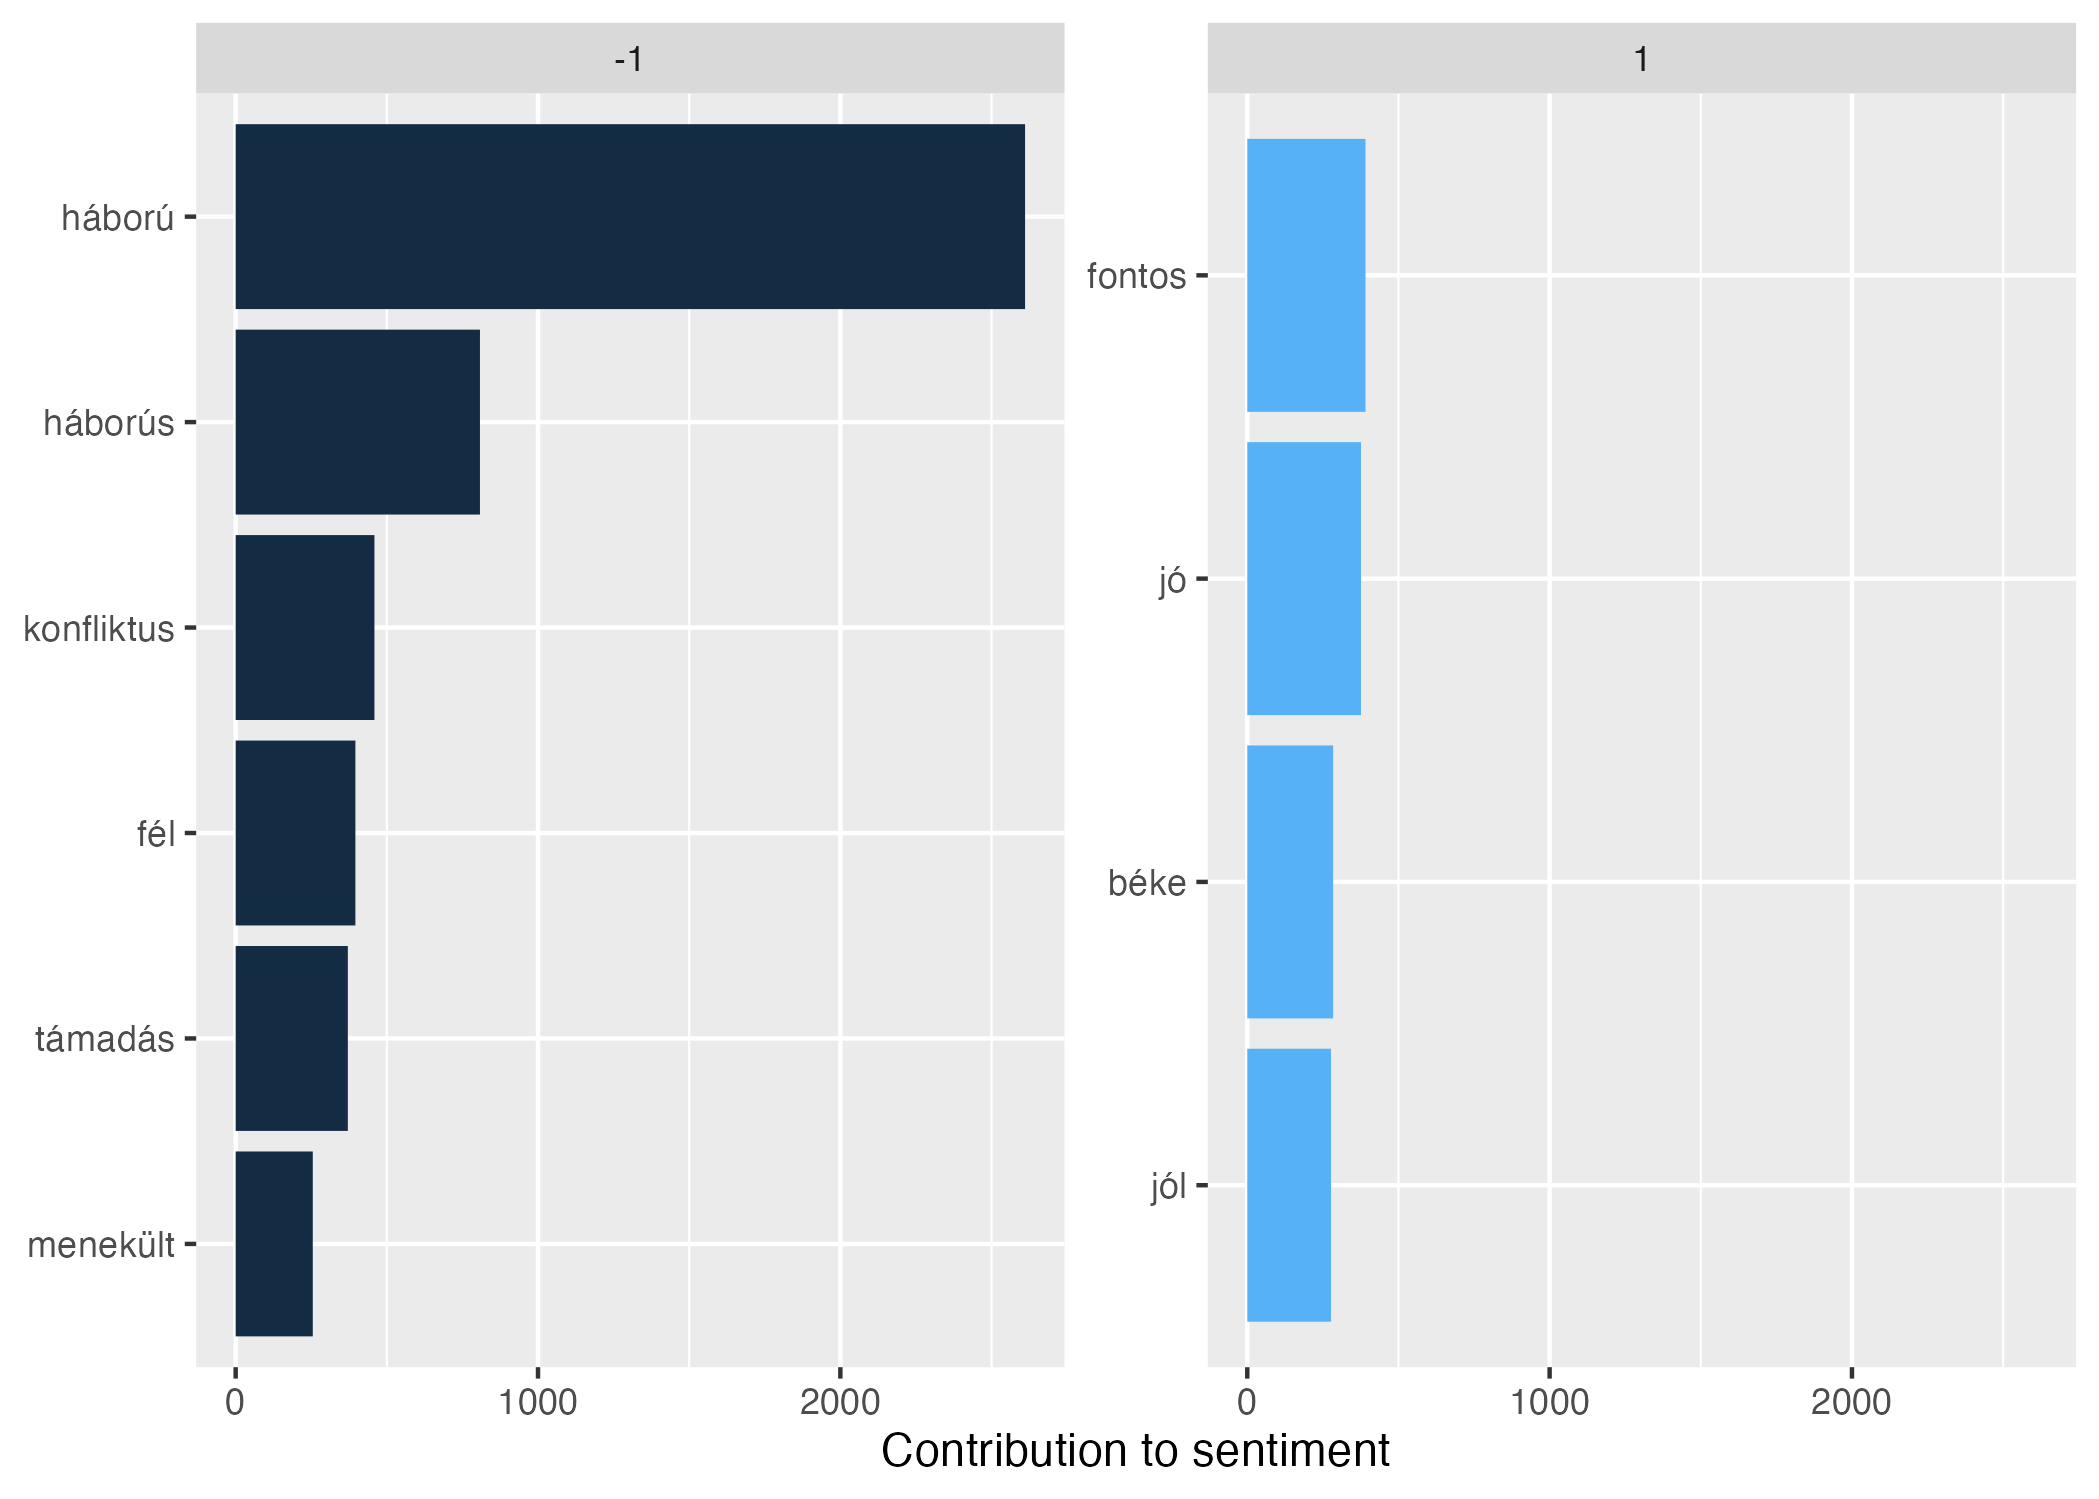 -1
háború
háborús
konfliktus
fél
támadás
menekült
0 1000 2000
1
fontos
jó
béke
jól
0 1000 2000
Contribution to sentiment